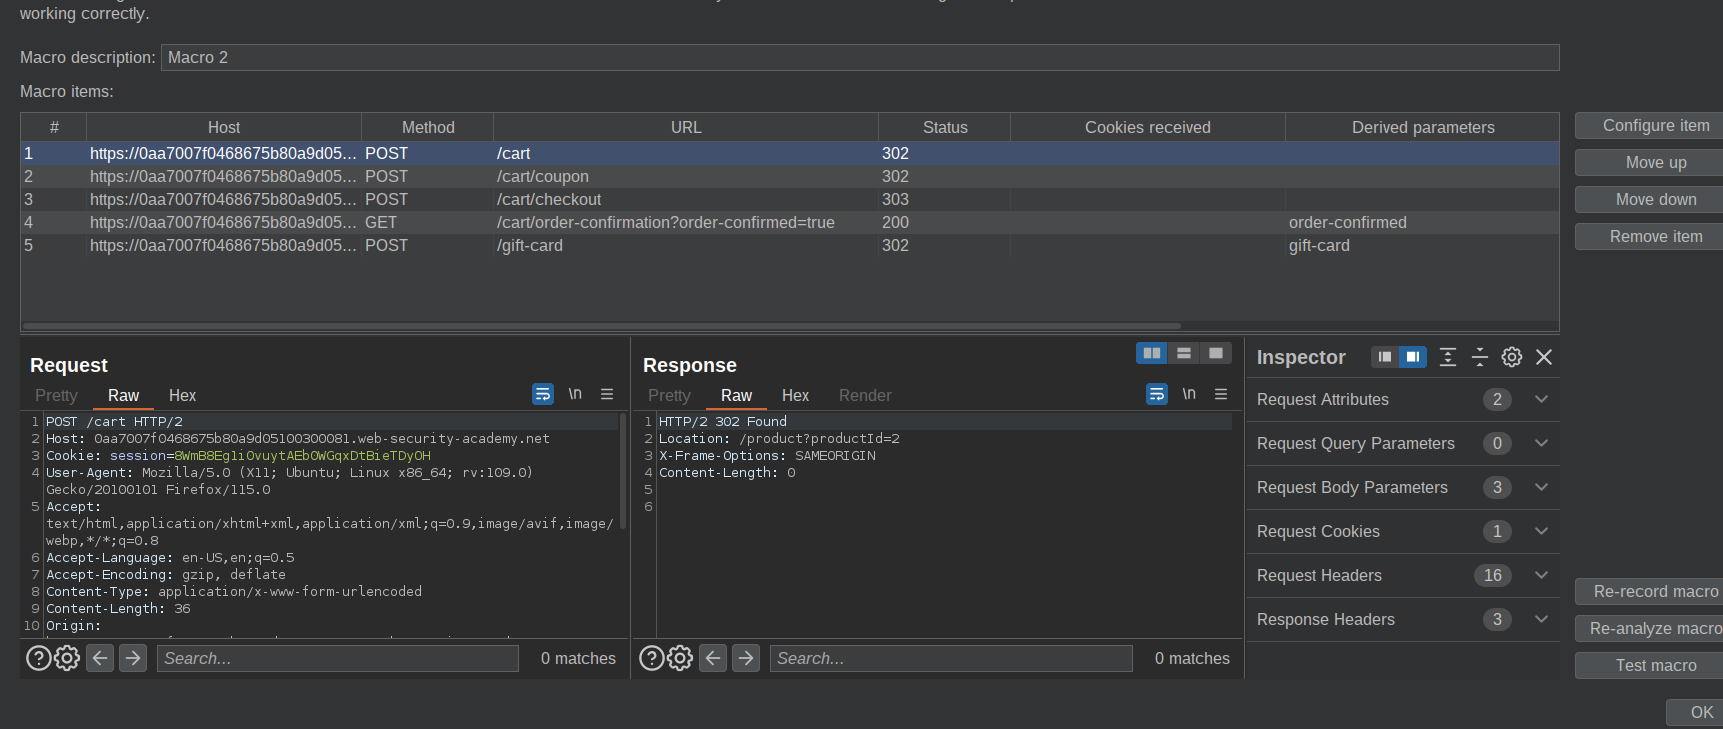 working correctly.
Macro description: Macro 2
Macro items:
# Host Method URL Status Cookies received Derived parameters
1 https://0aa7007f0468675b80a9d05... POST /cart 302
2 https://0aa7007f0468675b80a9d05... POST /cart/coupon 302
3 https://0aa7007f0468675b80a9d05... POST /cart/checkout 303
4 https://0aa7007f0468675b80a9d05... GET /cart/order-confirmation?order-confirmed=true 200 order-confirmed
5 https://0aa7007f0468675b80a9d05... POST /gift-card 302 gift-card
Configure item
Move up
Move down
Remove item
Request
Pretty Raw Hex \n
1 POST /cart HTTP/2
2 Host: 0aa7007f0468675b80a9d05100300081.web-security-academy.net
3 Cookie: session=8WmB8Eg1i0vuytAEbOWGqxDtBieTDyOH
4 User-Agent: Mozilla/5.0 (X11; Ubuntu; Linux x86_64; rv:109.0)
Gecko/20100101 Firefox/115.0
5 Accept:
text/html,application/xhtml+xml,application/xml;q=0.9,image/avif,image/
webp,*/*;q=0.8
6 Accept-Language: en-US,en;q=0.5
7 Accept-Encoding: gzip, deflate
8 Content-Type: application/x-www-form-urlencoded
9 Content-Length: 36
10 Origin:
Search... 0 matches
Response
Pretty Raw Hex Render \n
1 HTTP/2 302 Found
2 Location: /product?productId=2
3 X-Frame-Options: SAMEORIGIN
4 Content-Length: 0
5
6
Search... 0 matches
Inspector
Request Attributes 2
Request Query Parameters 0
Request Body Parameters 3
Request Cookies 1
Request Headers 16
Response Headers 3
Re-record macro
Re-analyze macro
Test macro
OK